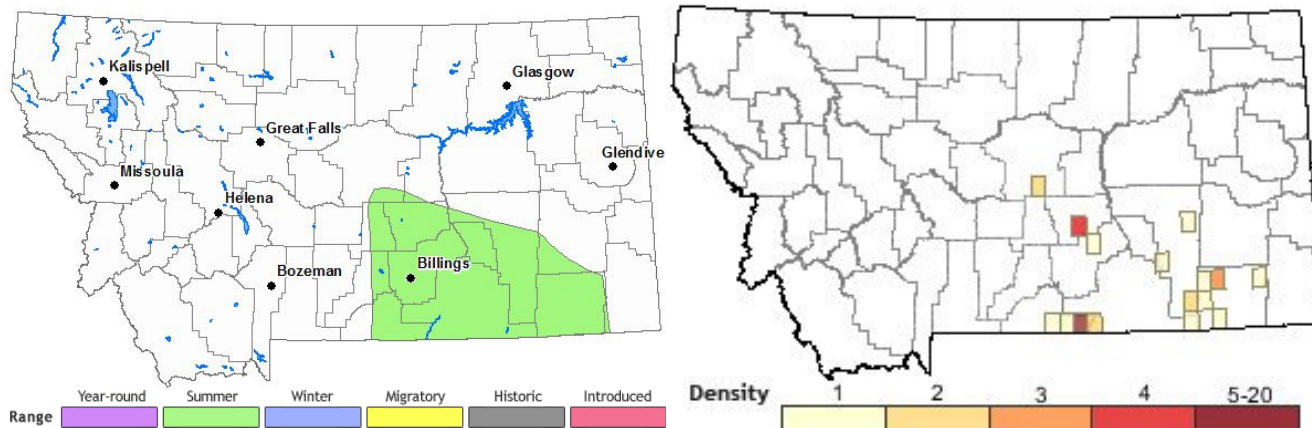 Kalispell
Glasgow
Great Falls
Glendive
Missoula
Helena
Bozeman
Billings
Year-round Summer Winter Migratory Historic Introduced
Range
Density 1 2 3 4 5-20